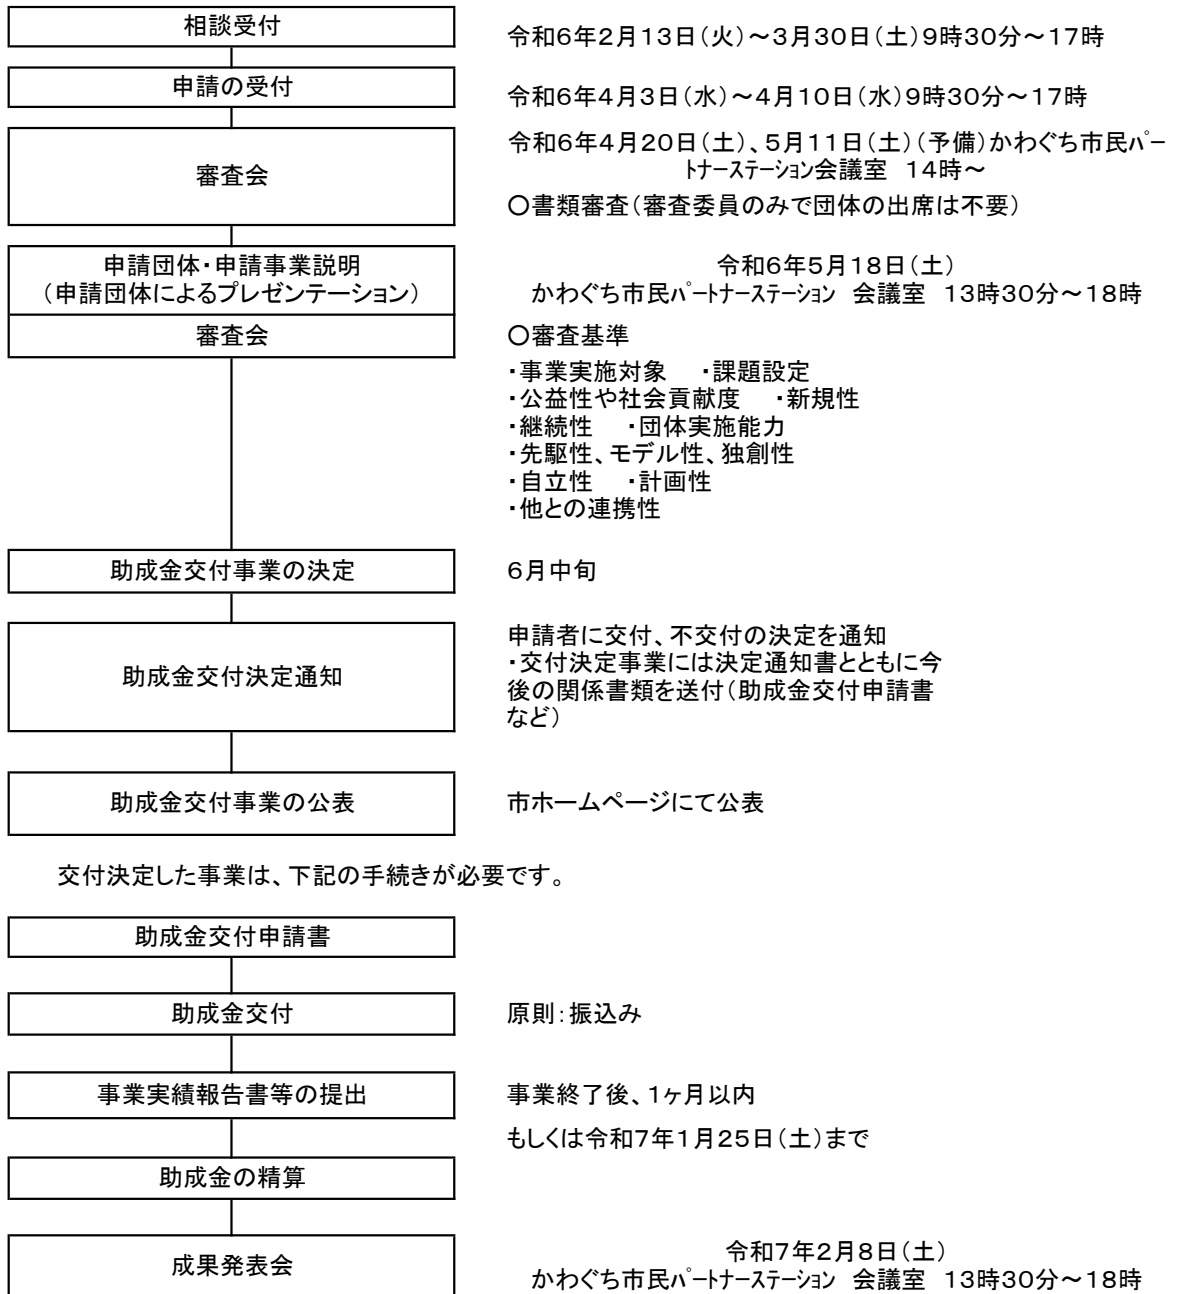 相談受付
令和6年2月13日(火)～3月30日(土)9時30分～17時
申請の受付
令和6年4月3日(水)～4月10日(水)9時30分～17時
審査会
令和6年4月20日(土)、5月11日(土)(予備)かわぐち市民ﾊﾟｰ
ﾄﾅｰｽﾃｰｼｮﾝ会議室　14時～
○書類審査(審査委員のみで団体の出席は不要)
申請団体・申請事業説明
(申請団体によるプレゼンテーション)
令和6年5月18日(土)
かわぐち市民ﾊﾟｰﾄﾅｰｽﾃｰｼｮﾝ　会議室　13時30分～18時
審査会
○審査基準
・事業実施対象　・課題設定
・公益性や社会貢献度　・新規性
・継続性　・団体実施能力
・先駆性、モデル性、独創性
・自立性　・計画性
・他との連携性
助成金交付事業の決定
6月中旬
助成金交付決定通知
申請者に交付、不交付の決定を通知
・交付決定事業には決定通知書とともに今
後の関係書類を送付(助成金交付申請書
など)
助成金交付事業の公表
市ホームページにて公表
交付決定した事業は、下記の手続きが必要です。
助成金交付申請書
助成金交付
原則:振込み
事業実績報告書等の提出
事業終了後、1ヶ月以内
もしくは令和7年1月25日(土)まで
助成金の精算
成果発表会
令和7年2月8日(土)
かわぐち市民ﾊﾟｰﾄﾅｰｽﾃｰｼｮﾝ　会議室　13時30分～18時